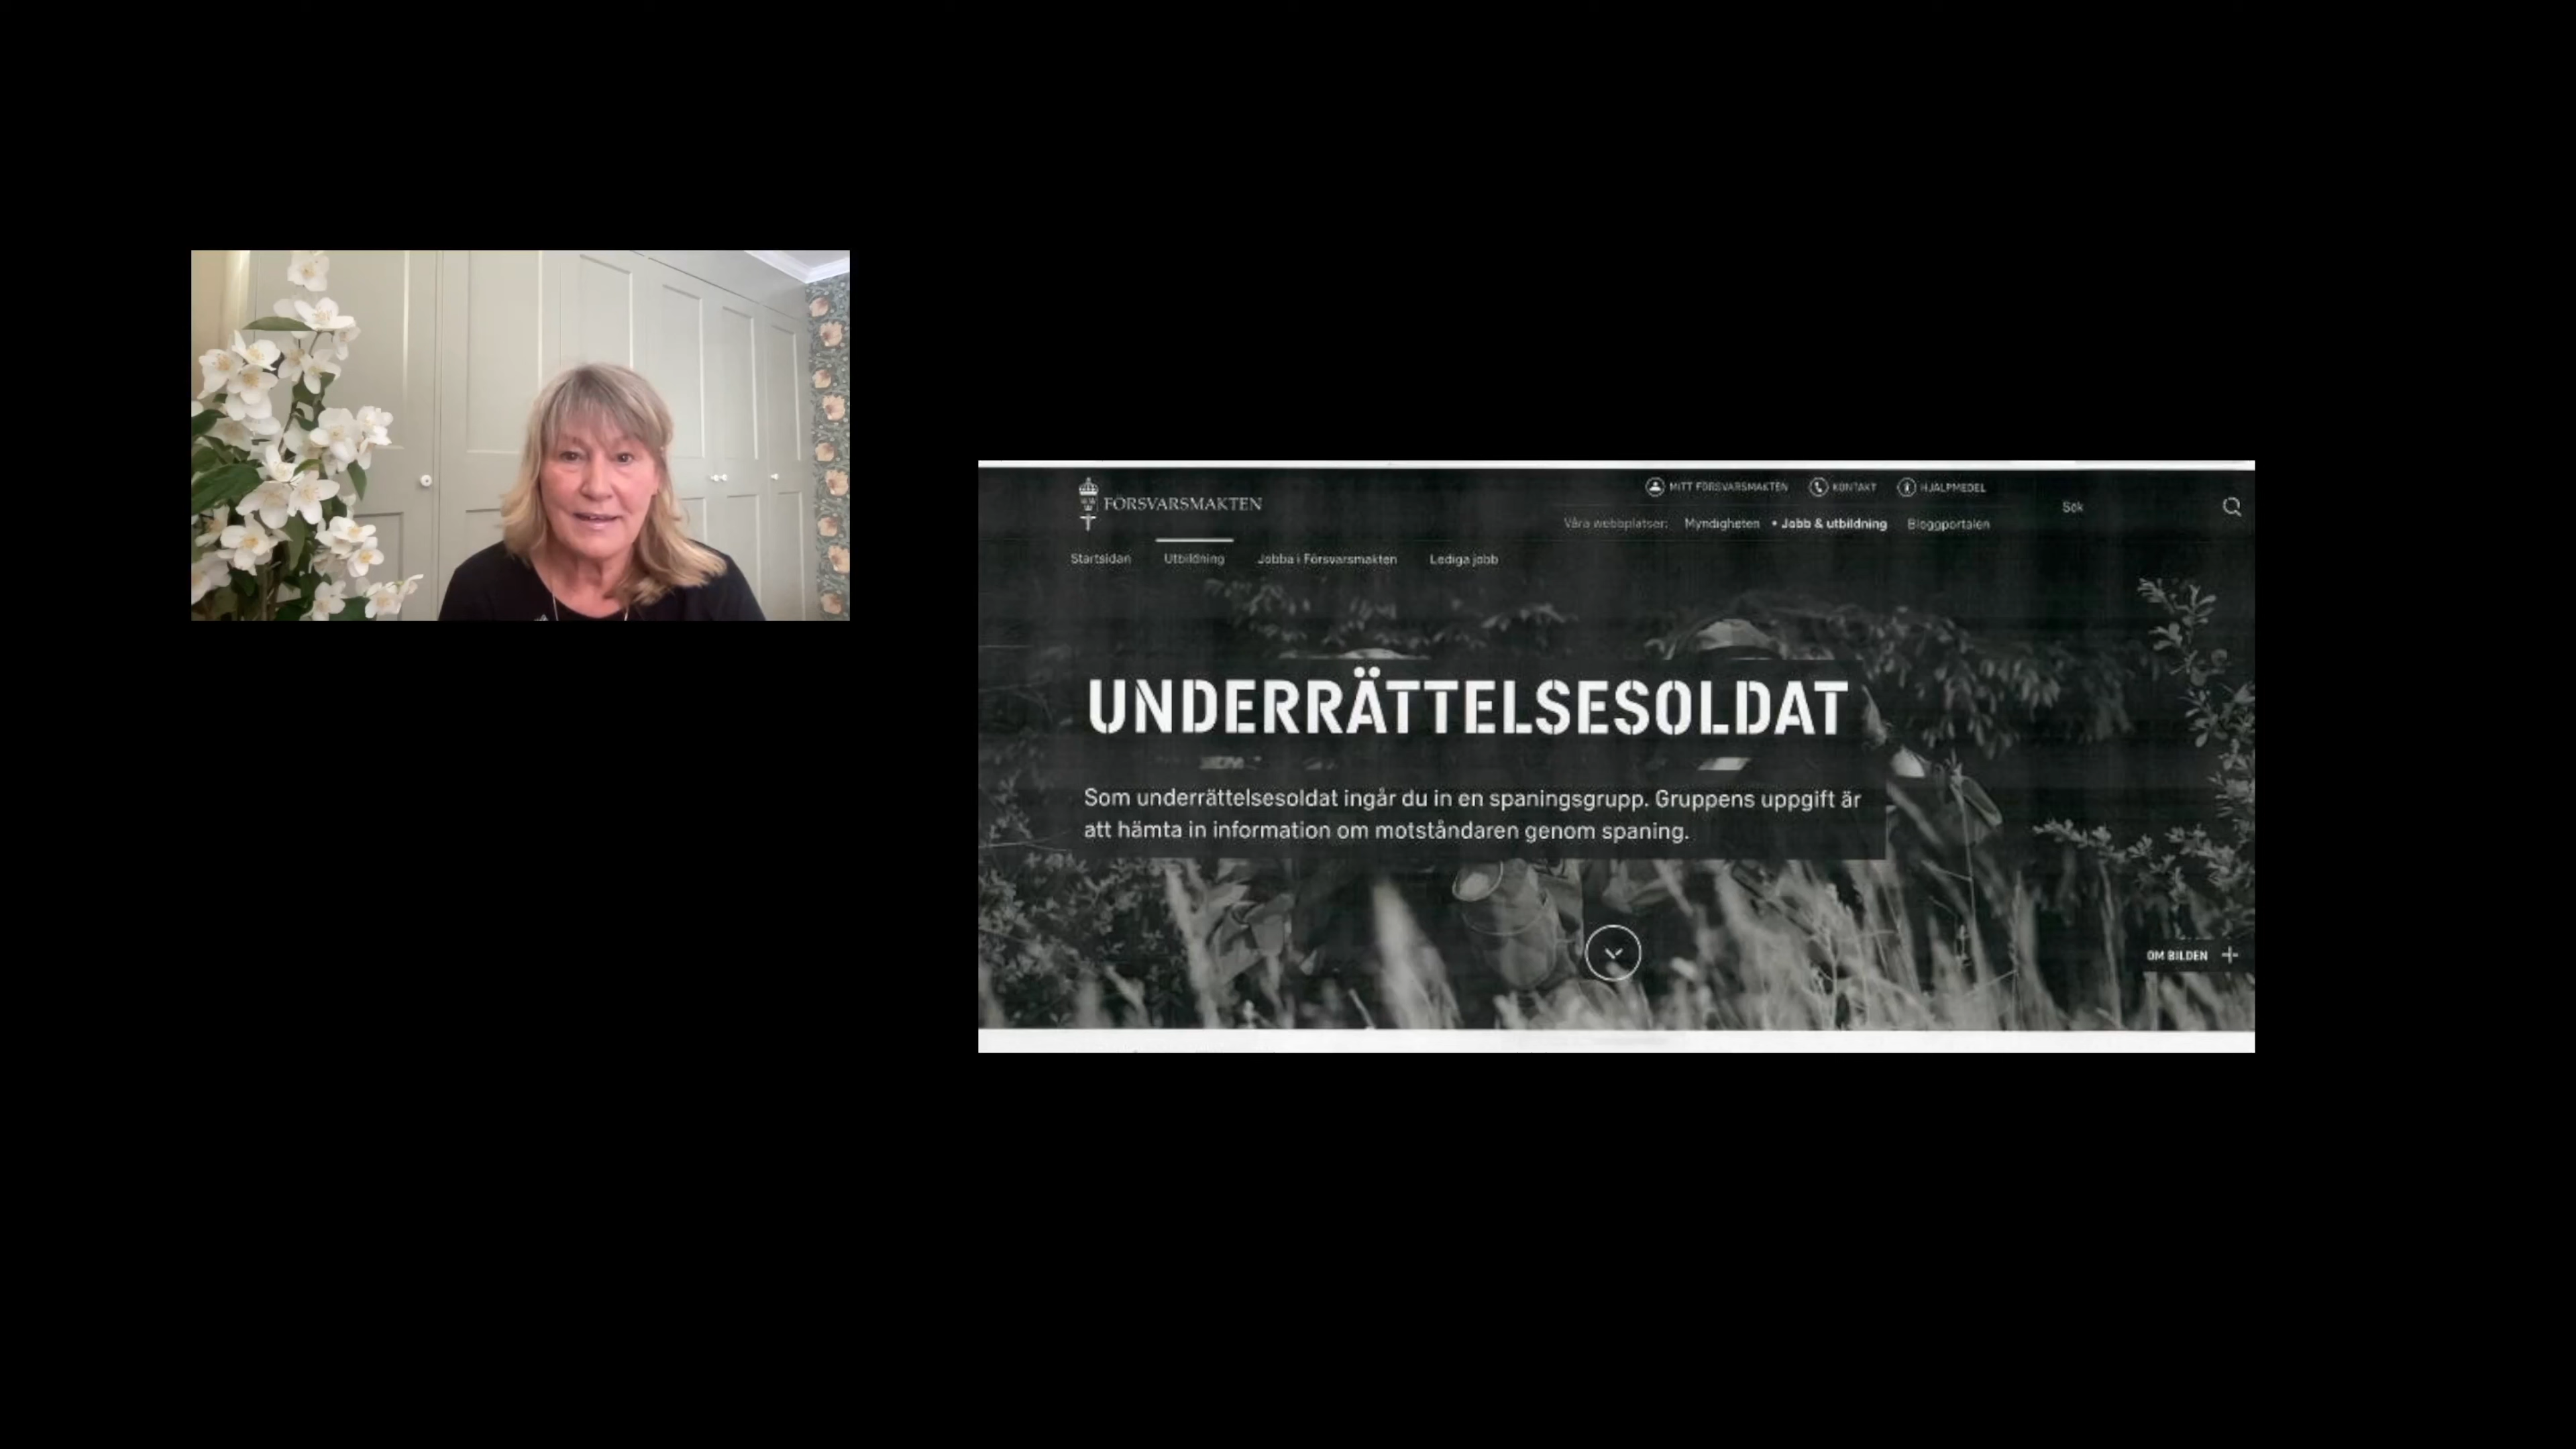 FÖRSVARSMAKTEN
MITT FÖRSVARSMAKTEN KONTAKT HJÄLPMEDEL
Våra webbplatser: Myndigheten • Jobb & utbildning Bloggportalen
Sök
Startsidan Utbildning Jobba i Försvarsmakten Lediga jobb
UNDERRÄTTELSESOLDAT
Som underrättelsesoldat ingår du in en spaningsgrupp. Gruppens uppgift är
att hämta in information om motståndaren genom spaning.
OM BILDEN